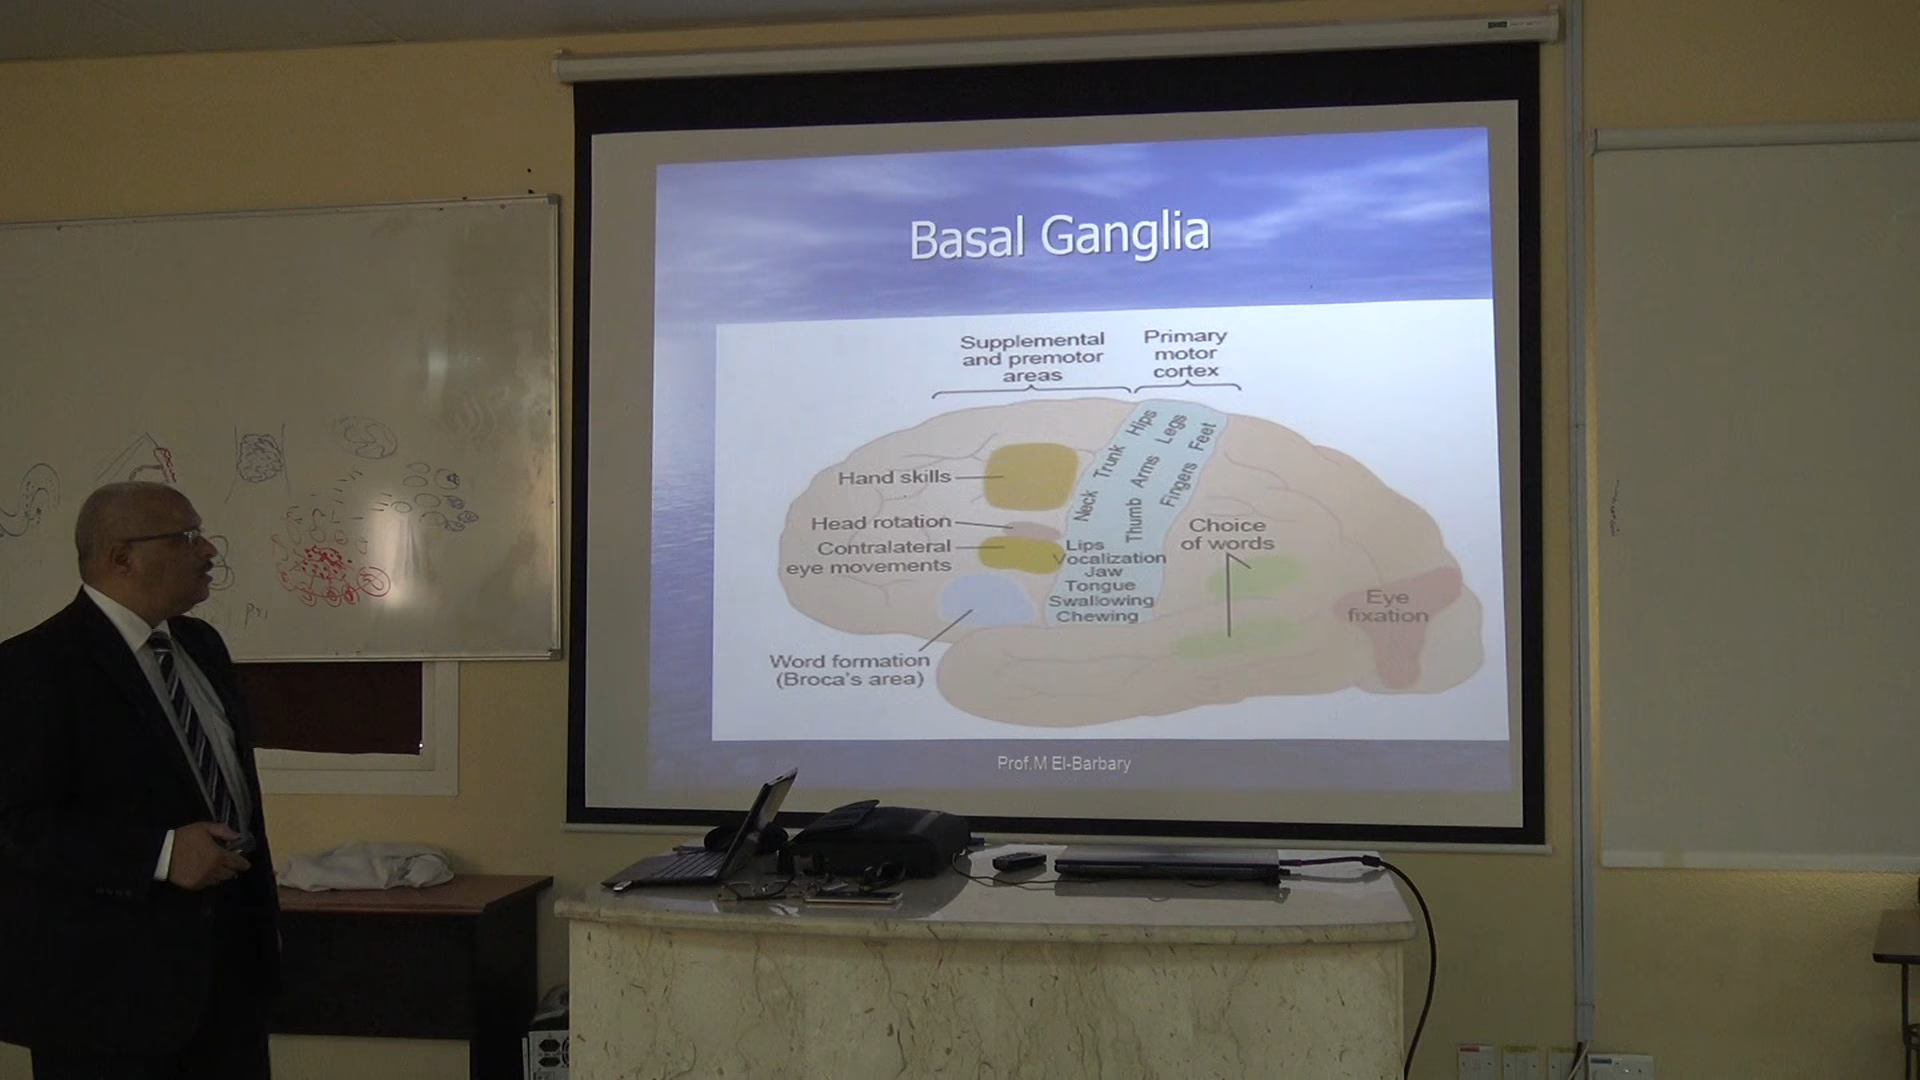 Basal Ganglia
Supplemental
and premotor
areas
Primary
motor
cortex
Hips
Legs
Feet
Trunk
Arms
Fingers
Neck
Thumb
Hand skills
Head rotation
Contralateral
eye movements
Choice
of words
Lips
Vocalization
Jaw
Tongue
Swallowing
Chewing
Eye
fixation
Word formation
(Broca's area)
Prof.M El-Barbary